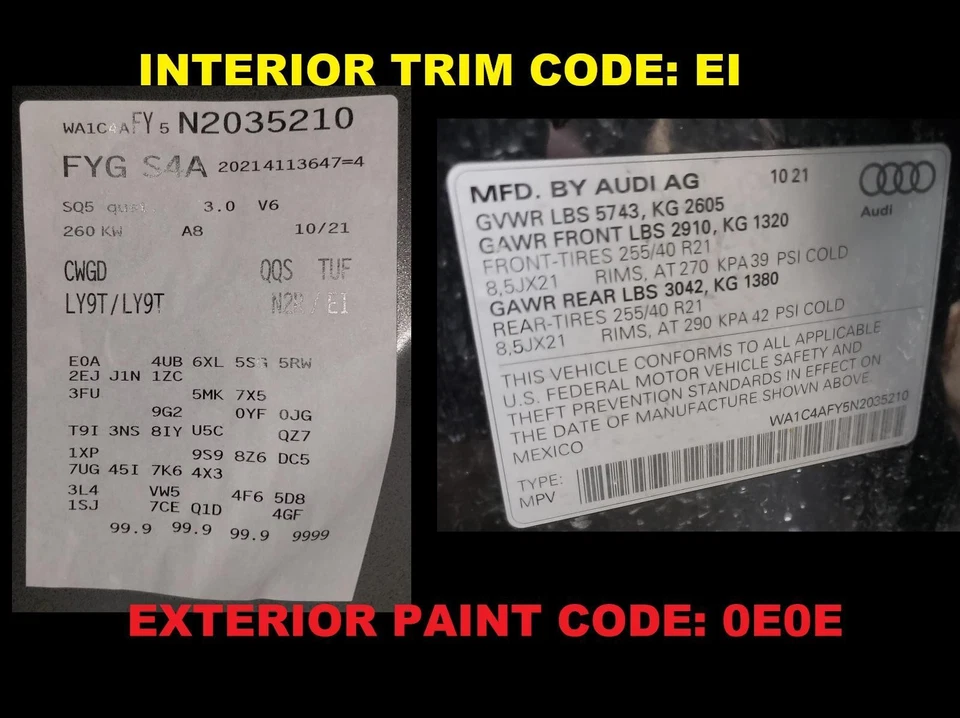 INTERIOR TRIM CODE: EI
WA1C4AFY5 N2035210
FYG S4A 20214113647=4
SQ5 3.0 V6
260 KW A8 10/21
CWGD QQS TUF
LY9T/LY9T / EI
E0A 4UB 6XL 5SG 5RW
2EJ J1N 1ZC
3FU 5MK 7X5
9G2 0YF 0JG
T9I 3NS 8IY U5C QZ7
1XP 9S9 8Z6 DC5
7UG 45I 7K6 4X3
3L4 VW5 4F6 5D8
1SJ 7CE Q1D 4GF
99.9 99.9 99.9 9999
MFD. BY AUDI AG 10 21
Audi
GVWR LBS 5743, KG 2605
GAWR FRONT LBS 2910, KG 1320
FRONT-TIRES 255/40 R21
8,5JX21 RIMS, AT 270 KPA 39 PSI COLD
GAWR REAR LBS 3042, KG 1380
REAR-TIRES 255/40 R21
8,5JX21 RIMS, AT 290 KPA 42 PSI COLD
THIS VEHICLE CONFORMS TO ALL APPLICABLE
U.S. FEDERAL MOTOR VEHICLE SAFETY AND
THEFT PREVENTION STANDARDS IN EFFECT ON
THE DATE OF MANUFACTURE SHOWN ABOVE.
MEXICO WA1C4AFY5N2035210
TYPE:
MPV
EXTERIOR PAINT CODE: 0E0E